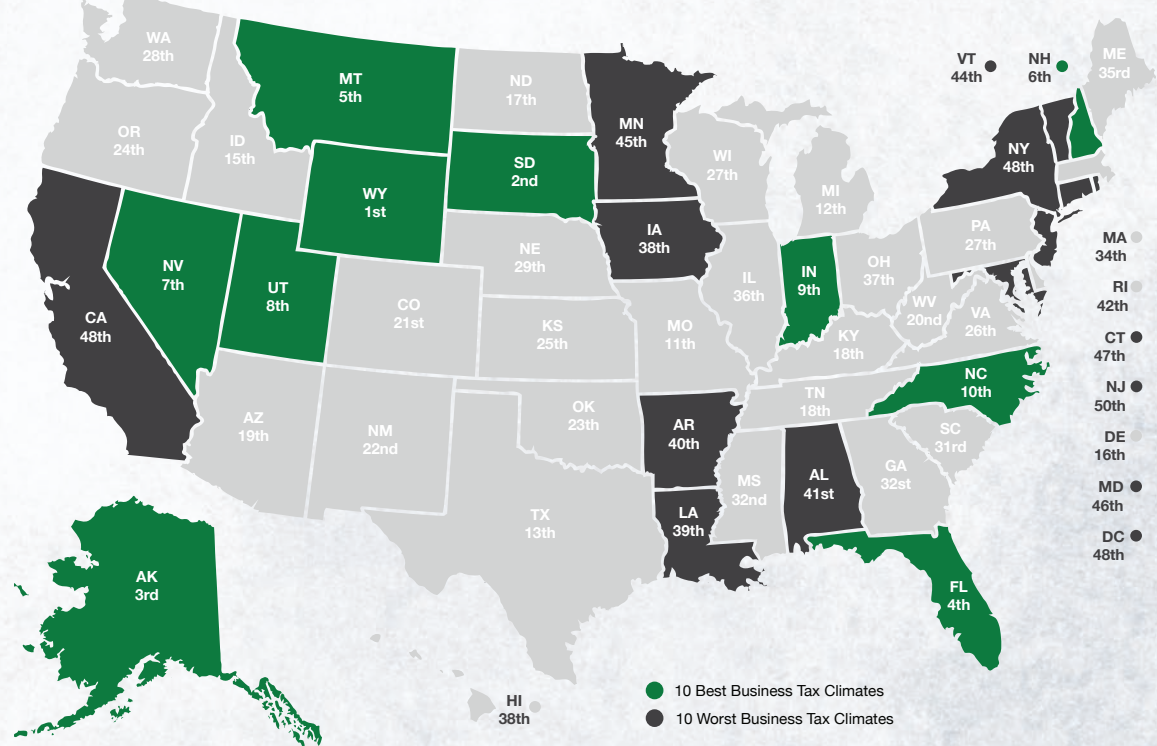 WA
28th
MT
5th
ND
17th
MN
45th
VT
44th
NH
6th
ME
35rd
OR
24th
ID
15th
SD
2nd
WI
27th
NY
48th
WY
1st
MI
12th
IA
38th
PA
27th
NV
7th
UT
8th
NE
29th
IL
36th
IN
9th
OH
37th
MA
34th
CA
48th
CO
21st
KS
25th
MO
11th
KY
18th
WV
20nd
VA
26th
RI
42th
CT
47th
NJ
50th
DE
16th
MD
46th
DC
48th
AZ
19th
NM
22nd
OK
23th
AR
40th
TN
18th
NC
10th
SC
31rd
TX
13th
LA
39th
MS
32nd
AL
41st
GA
32st
FL
4th
AK
3rd
HI
38th
10 Best Business Tax Climates
10 Worst Business Tax Climates